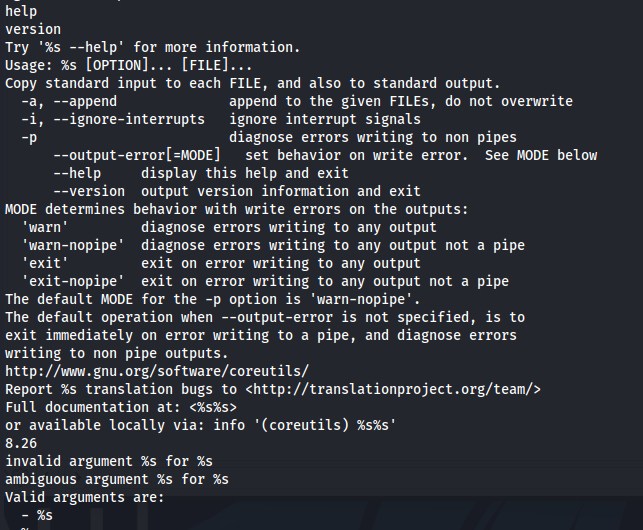 help
version
Try '%s --help' for more information.
Usage: %s [OPTION]... [FILE]...
Copy standard input to each FILE, and also to standard output.
  -a, --append              append to the given FILEs, do not overwrite
  -i, --ignore-interrupts   ignore interrupt signals
  -p                        diagnose errors writing to non pipes
      --output-error[=MODE]   set behavior on write error.  See MODE below
      --help     display this help and exit
      --version  output version information and exit
MODE determines behavior with write errors on the outputs:
  'warn'         diagnose errors writing to any output
  'warn-nopipe'  diagnose errors writing to any output not a pipe
  'exit'         exit on error writing to any output
  'exit-nopipe'  exit on error writing to any output not a pipe
The default MODE for the -p option is 'warn-nopipe'.
The default operation when --output-error is not specified, is to
exit immediately on error writing to a pipe, and diagnose errors
writing to non pipe outputs.
http://www.gnu.org/software/coreutils/
Report %s translation bugs to <http://translationproject.org/team/>
Full documentation at: <%s%s>
or available locally via: info '(coreutils) %s%s'
8.26
invalid argument %s for %s
ambiguous argument %s for %s
Valid arguments are:
  - %s